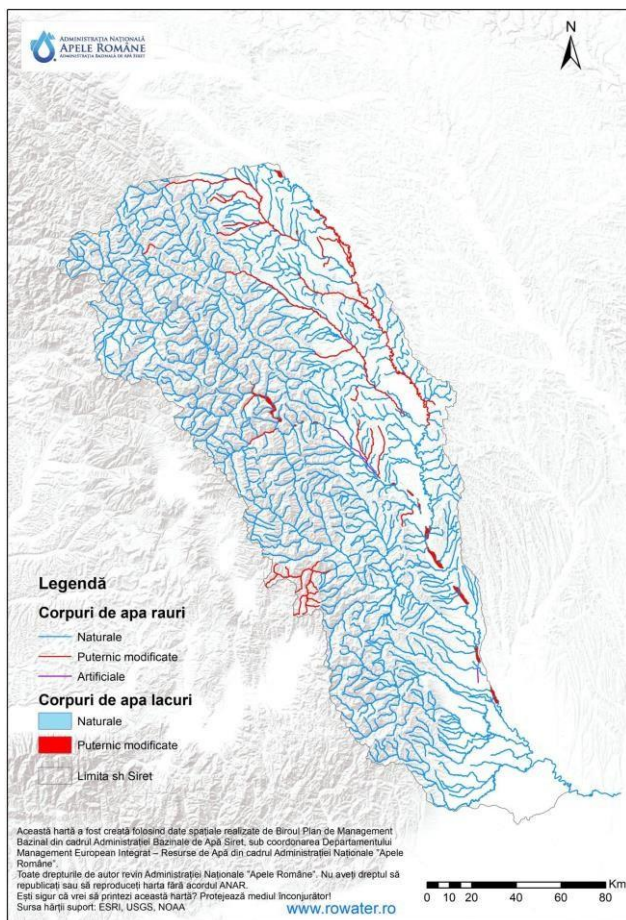 ADMINISTRAȚIA NAȚIONALĂ
APELE ROMÂNE
ADMINISTRAȚIA BAZINALĂ DE APĂ SIRET
N
Km
0 10 20 40 60 80
Legendă
Corpuri de apa rauri
Naturale
Puternic modificate
Artificiale
Corpuri de apa lacuri
Naturale
Puternic modificate
Limita sh Siret
Această hartă a fost creată folosind date spațiale realizate de Biroul Plan de Management
Bazinal din cadrul Administrației Bazinale de Apă Siret, sub coordonarea Departamentului
Management European Integrat – Resurse de Apă din cadrul Administrației Naționale "Apele
Române".
Toate drepturile de autor revin Administrației Naționale "Apele Române". Nu aveți dreptul să
republicați sau să reproduceți harta fără acordul ANAR.
Ești sigur că vrei să printezi această hartă? Protejează mediul înconjurător!
Sursa hărții suport: ESRI, USGS, NOAA
www.rowater.ro